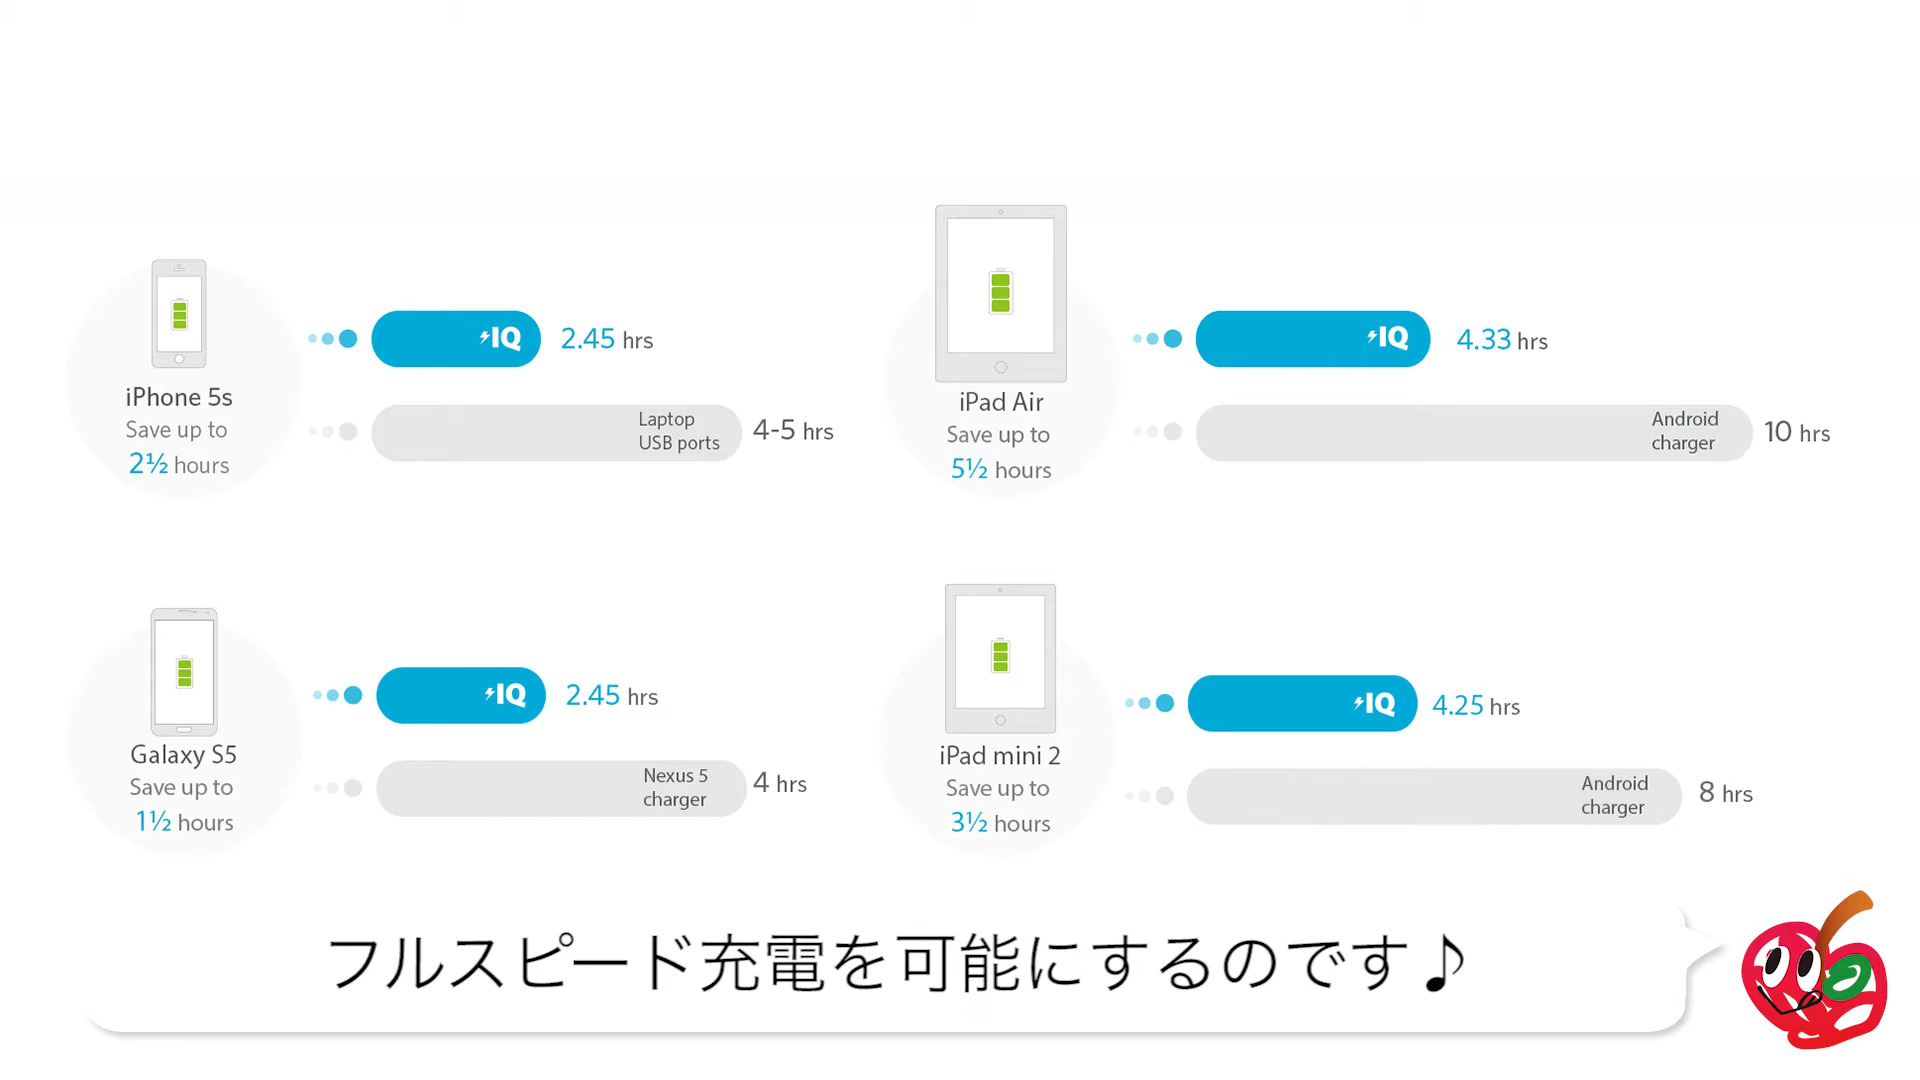 iPhone 5s
Save up to
2½ hours
IQ
2.45 hrs
Laptop
USB ports
4-5 hrs
iPad Air
Save up to
5½ hours
IQ
4.33 hrs
Android
charger
10 hrs
Galaxy S5
Save up to
1½ hours
IQ
2.45 hrs
Nexus 5
charger
4 hrs
iPad mini 2
Save up to
3½ hours
IQ
4.25 hrs
Android
charger
8 hrs
フルスピード充電を可能にするのです♪